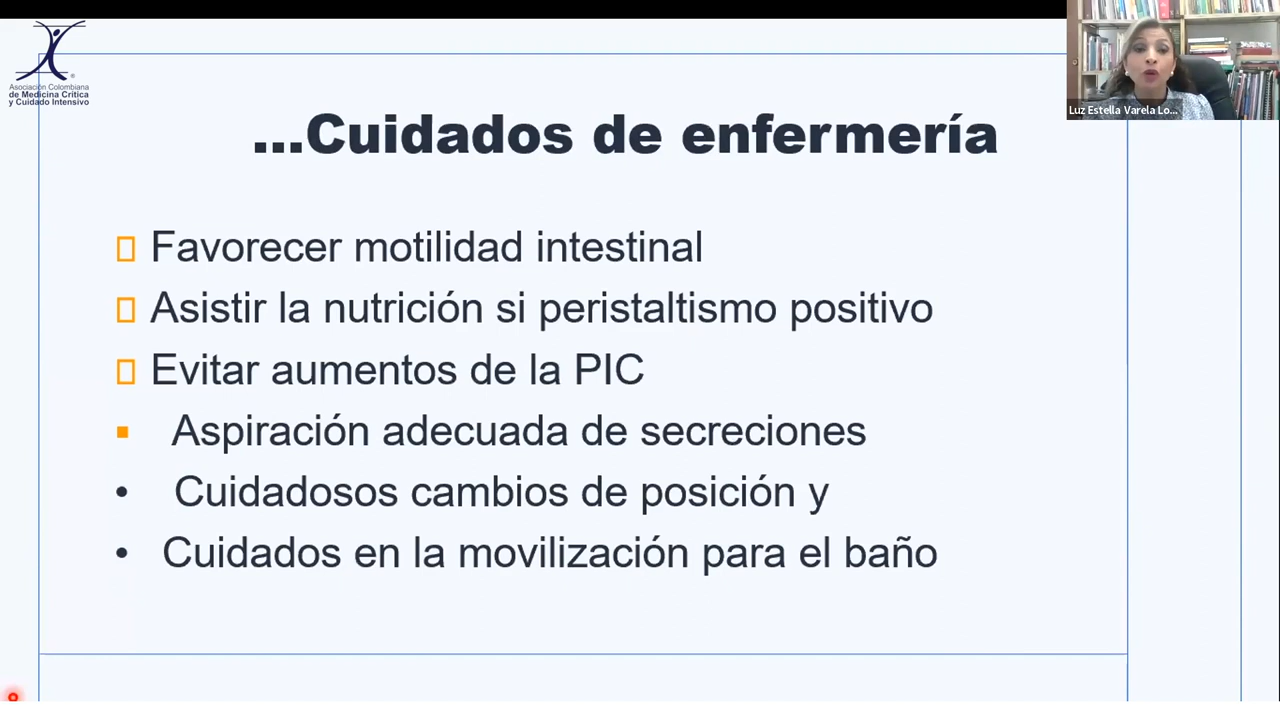 Asociación Colombiana
de Medicina Crítica
y Cuidado Intensivo
Luz Estella Varela Lo...
...Cuidados de enfermería
Favorecer motilidad intestinal
Asistir la nutrición si peristaltismo positivo
Evitar aumentos de la PIC
Aspiración adecuada de secreciones
Cuidadosos cambios de posición y
Cuidados en la movilización para el baño